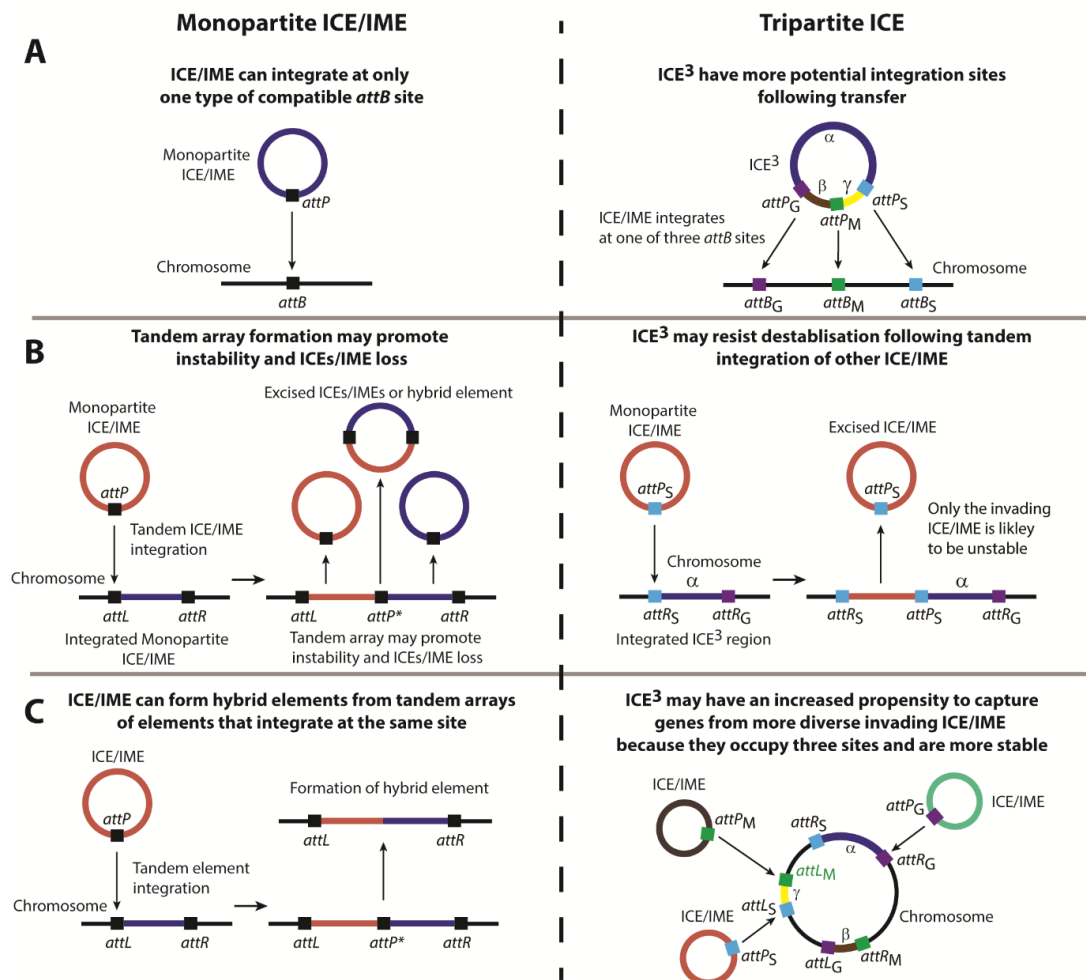 Monopartite ICE/IME
Tripartite ICE
A
ICE/IME can integrate at only
one type of compatible attB site
Monopartite
ICE/IME
attP
Chromosome
attB
ICE3 have more potential integration sites
following transfer
α
ICE3
β
γ
attPG
attPS
attPM
ICE/IME integrates
at one of three attB sites
Chromosome
attBG
attBM
attBS
B
Tandem array formation may promote
instability and ICEs/IME loss
Monopartite
ICE/IME
attP
Tandem ICE/IME
integration
Chromosome
attL
attR
Integrated Monopartite
ICE/IME
Excised ICEs/IMEs or hybrid element
attL
attP*
attR
Tandem array may promote
instability and ICEs/IME loss
ICE3 may resist destablisation following tandem
integration of other ICE/IME
Monopartite
ICE/IME
attPS
Chromosome
α
attRS
attRG
Integrated ICE3 region
Excised ICE/IME
attPS
Only the invading
ICE/IME is likley
to be unstable
α
attRS
attPS
attRG
C
ICE/IME can form hybrid elements from tandem arrays
of elements that integrate at the same site
ICE/IME
attP
Tandem element
integration
Chromosome
attL
attR
Formation of hybrid element
attL
attR
attL
attP*
attR
ICE3 may have an increased propensity to capture
genes from more diverse invading ICE/IME
because they occupy three sites and are more stable
ICE/IME
attPM
attPG
ICE/IME
attRS
α
attRG
attLM
γ
attLS
Chromosome
ICE/IME
attPS
β
attLG
attRM